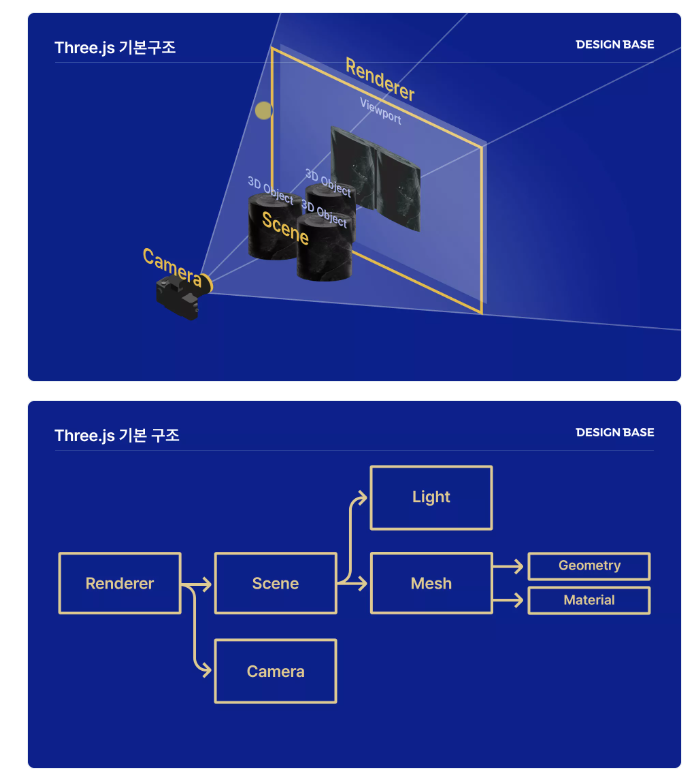 Three.js 기본구조
DESIGN BASE
Renderer
Viewport
3D Object
3D Object
3D Object
Scene
Camera
Three.js 기본 구조
DESIGN BASE
Light
Renderer
Scene
Mesh
Geometry
Material
Camera